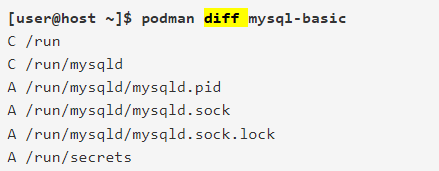 [user@host ~]$ podman diff mysql-basic
C /run
C /run/mysqld
A /run/mysqld/mysqld.pid
A /run/mysqld/mysqld.sock
A /run/mysqld/mysqld.sock.lock
A /run/secrets